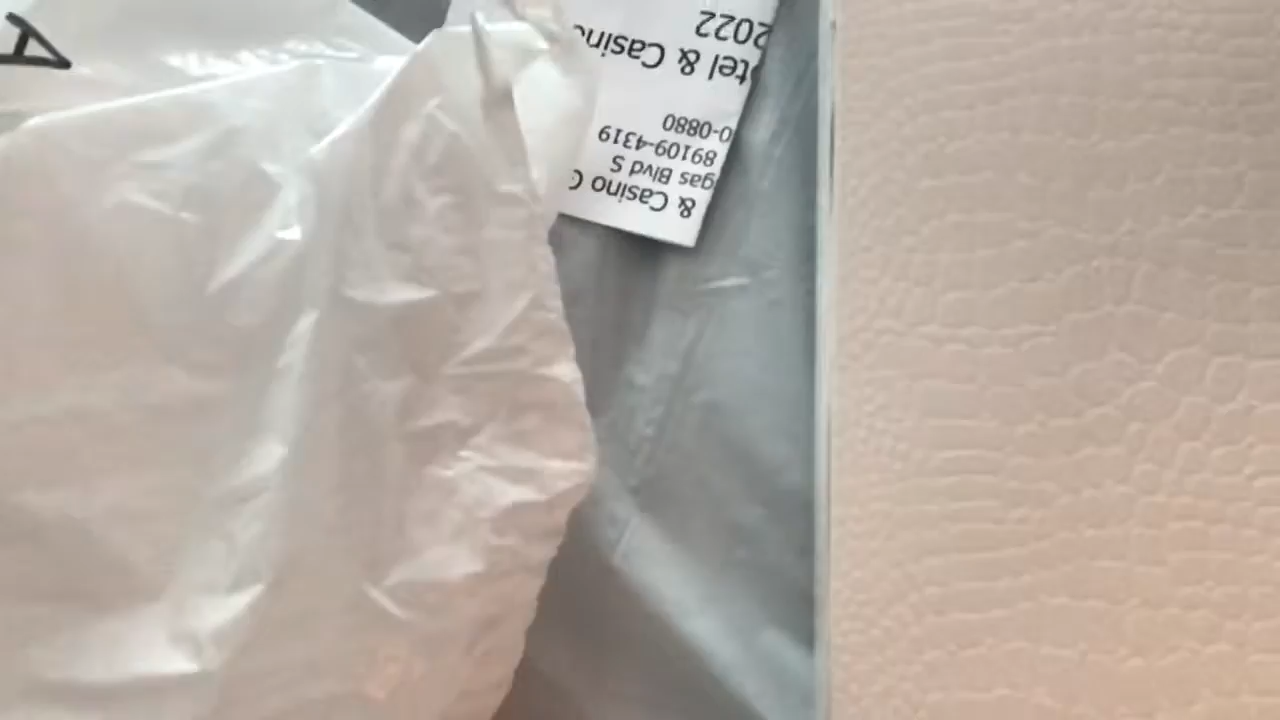 & Casino
gas Blvd S
89109-4319
0-0880
tel & Casino
2022
A